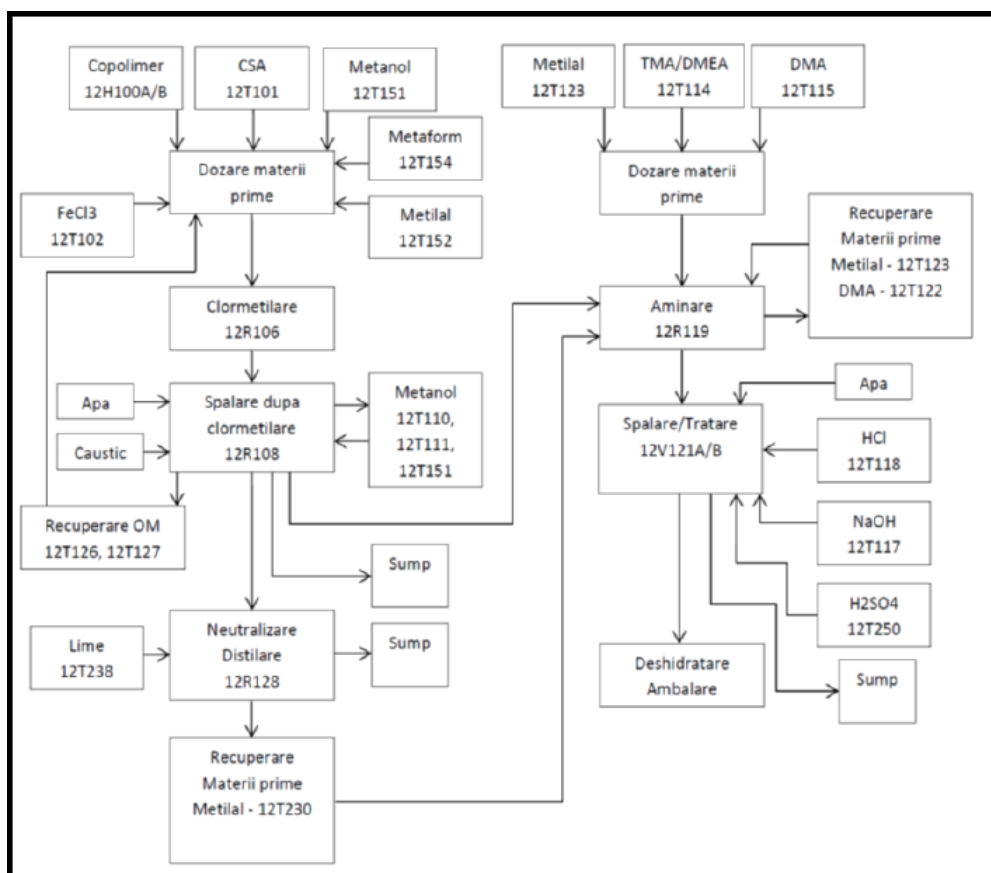 Copolimer
12H100A/B
CSA
12T101
Metanol
12T151
Metaform
12T154
Dozare materii
prime
FeCl3
12T102
Metilal
12T152
Clormetilare
12R106
Apa
Caustic
Spalare dupa
clormetilare
12R108
Metanol
12T110,
12T111,
12T151
Recuperare OM
12T126, 12T127
Sump
Lime
12T238
Neutralizare
Distilare
12R128
Sump
Recuperare
Materii prime
Metilal - 12T230
Metilal
12T123
TMA/DMEA
12T114
DMA
12T115
Dozare materii
prime
Recuperare
Materii prime
Metilal - 12T123
DMA - 12T122
Aminare
12R119
Apa
Spalare/Tratare
12V121A/B
HCl
12T118
NaOH
12T117
H2SO4
12T250
Deshidratare
Ambalare
Sump